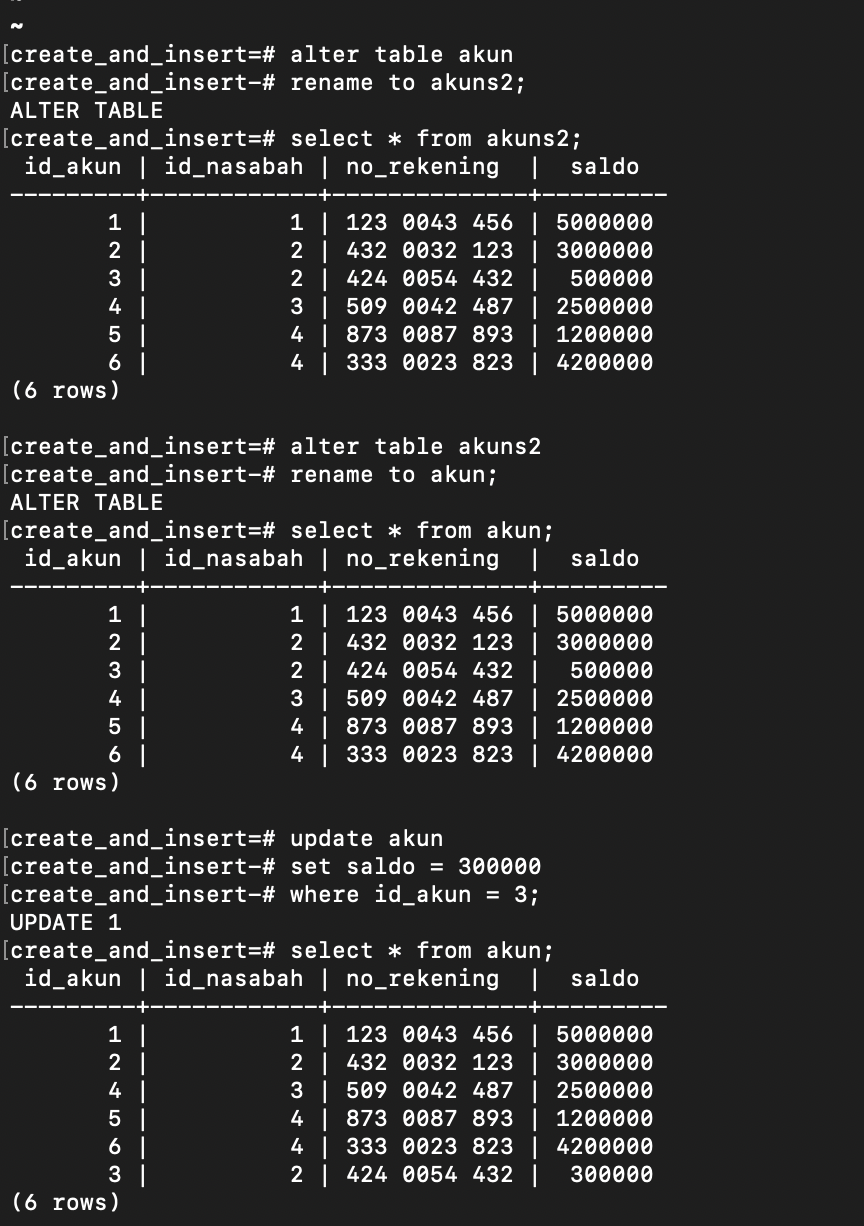 ~
[create_and_insert=# alter table akun
[create_and_insert-# rename to akuns2;
ALTER TABLE
[create_and_insert=# select * from akuns2;
 id_akun | id_nasabah | no_rekening  |  saldo
---------+------------+--------------+---------
       1 |          1 | 123 0043 456 | 5000000
       2 |          2 | 432 0032 123 | 3000000
       3 |          2 | 424 0054 432 |  500000
       4 |          3 | 509 0042 487 | 2500000
       5 |          4 | 873 0087 893 | 1200000
       6 |          4 | 333 0023 823 | 4200000
(6 rows)

[create_and_insert=# alter table akuns2
[create_and_insert-# rename to akun;
ALTER TABLE
[create_and_insert=# select * from akun;
 id_akun | id_nasabah | no_rekening  |  saldo
---------+------------+--------------+---------
       1 |          1 | 123 0043 456 | 5000000
       2 |          2 | 432 0032 123 | 3000000
       3 |          2 | 424 0054 432 |  500000
       4 |          3 | 509 0042 487 | 2500000
       5 |          4 | 873 0087 893 | 1200000
       6 |          4 | 333 0023 823 | 4200000
(6 rows)

[create_and_insert=# update akun
[create_and_insert-# set saldo = 300000
[create_and_insert-# where id_akun = 3;
UPDATE 1
[create_and_insert=# select * from akun;
 id_akun | id_nasabah | no_rekening  |  saldo
---------+------------+--------------+---------
       1 |          1 | 123 0043 456 | 5000000
       2 |          2 | 432 0032 123 | 3000000
       4 |          3 | 509 0042 487 | 2500000
       5 |          4 | 873 0087 893 | 1200000
       6 |          4 | 333 0023 823 | 4200000
       3 |          2 | 424 0054 432 |  300000
(6 rows)